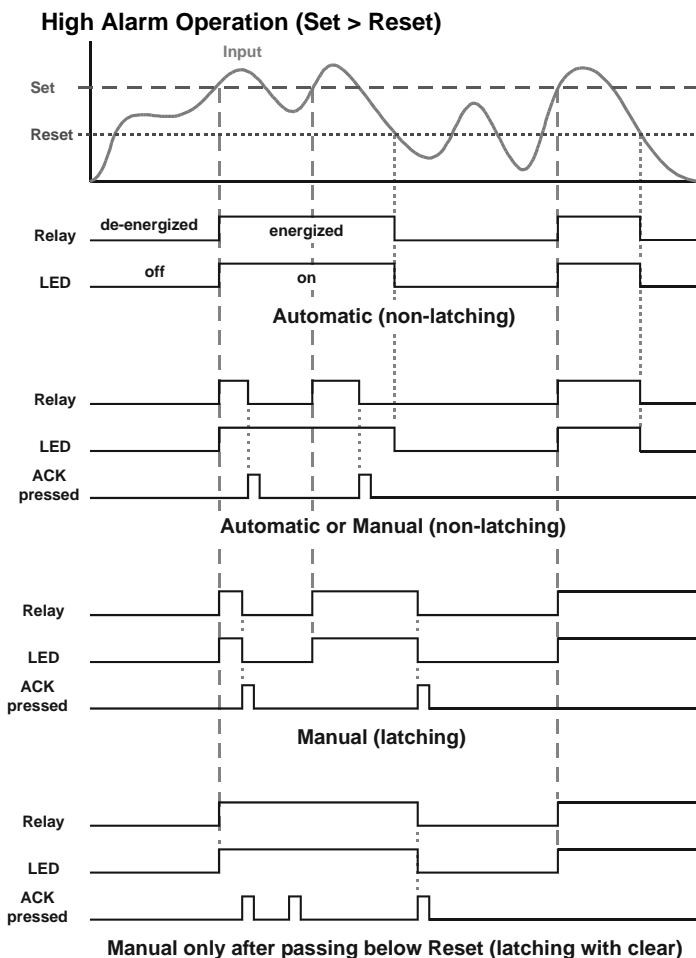 High Alarm Operation (Set > Reset)
Input
Set
Reset
Relay
de-energized
energized
LED
off
on
Automatic (non-latching)
Relay
LED
ACK
pressed
Automatic or Manual (non-latching)
Relay
LED
ACK
pressed
Manual (latching)
Relay
LED
ACK
pressed
Manual only after passing below Reset (latching with clear)